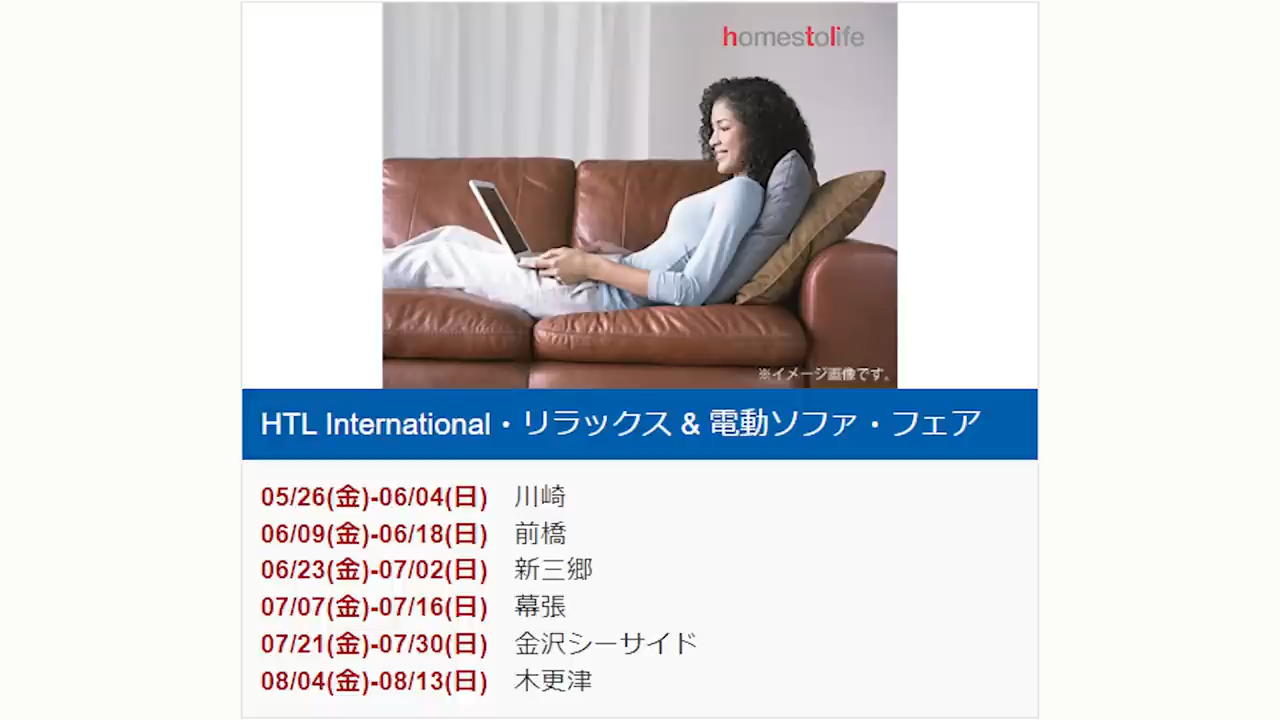 homestolife
※イメージ画像です。
HTL International・リラックス & 電動ソファ・フェア
05/26(金)-06/04(日) 川崎
06/09(金)-06/18(日) 前橋
06/23(金)-07/02(日) 新三郷
07/07(金)-07/16(日) 幕張
07/21(金)-07/30(日) 金沢シーサイド
08/04(金)-08/13(日) 木更津